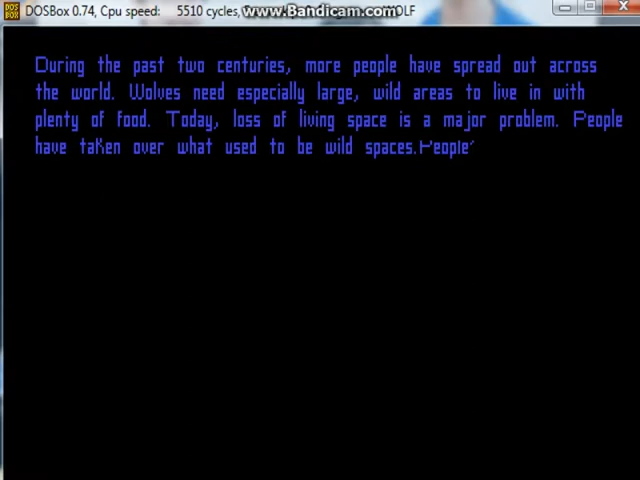 DOSBox 0.74, Cpu speed: 5510 cycles, OLF
www.Bandicam.com
During the past two centuries, more people have spread out across
the world. Wolves need especially large, wild areas to live in with
plenty of food. Today, loss of living space is a major problem. People
have taken over what used to be wild spaces.People